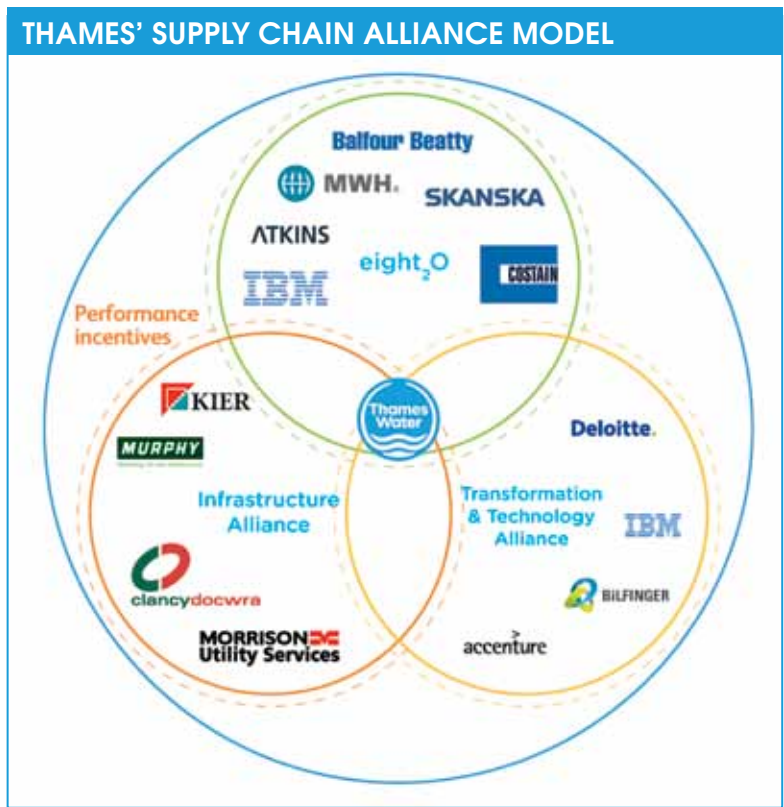 THAMES' SUPPLY CHAIN ALLIANCE MODEL
Balfour Beatty
MWH.
SKANSKA
ATKINS
eight₂O
IBM
COSTAIN
Performance
incentives
Thames
Water
KIER
MURPHY
Infrastructure
Alliance
clancydocwra
MORRISON
Utility Services
Deloitte.
Transformation
& Technology
Alliance
IBM
BILFINGER
accenture